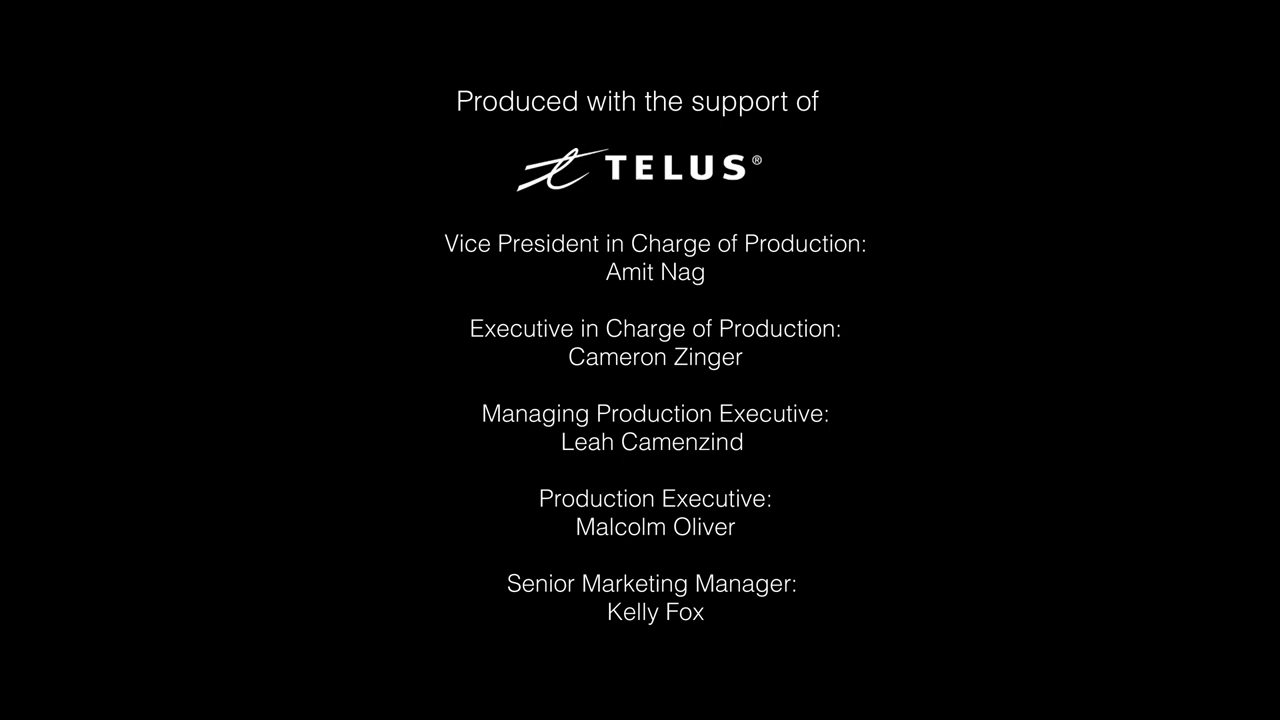 Produced with the support of
TELUS®
Vice President in Charge of Production:
Amit Nag
Executive in Charge of Production:
Cameron Zinger
Managing Production Executive:
Leah Camenzind
Production Executive:
Malcolm Oliver
Senior Marketing Manager:
Kelly Fox